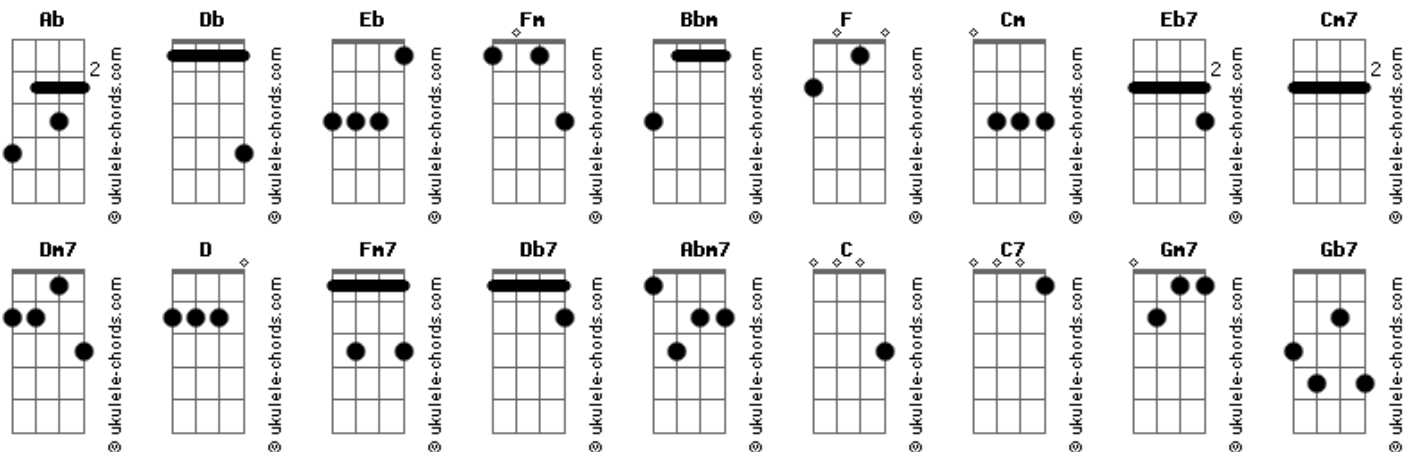 Ab Db Eb Fm Bbm F Cm Eb7 Cm7
2 2 2
© ukulele-chords.com © ukulele-chords.com © ukulele-chords.com © ukulele-chords.com © ukulele-chords.com © ukulele-chords.com © ukulele-chords.com © ukulele-chords.com © ukulele-chords.com
Dm7 D Fm7 Db7 Abm7 C C7 Gm7 Gb7
© ukulele-chords.com © ukulele-chords.com © ukulele-chords.com © ukulele-chords.com © ukulele-chords.com © ukulele-chords.com © ukulele-chords.com © ukulele-chords.com © ukulele-chords.com